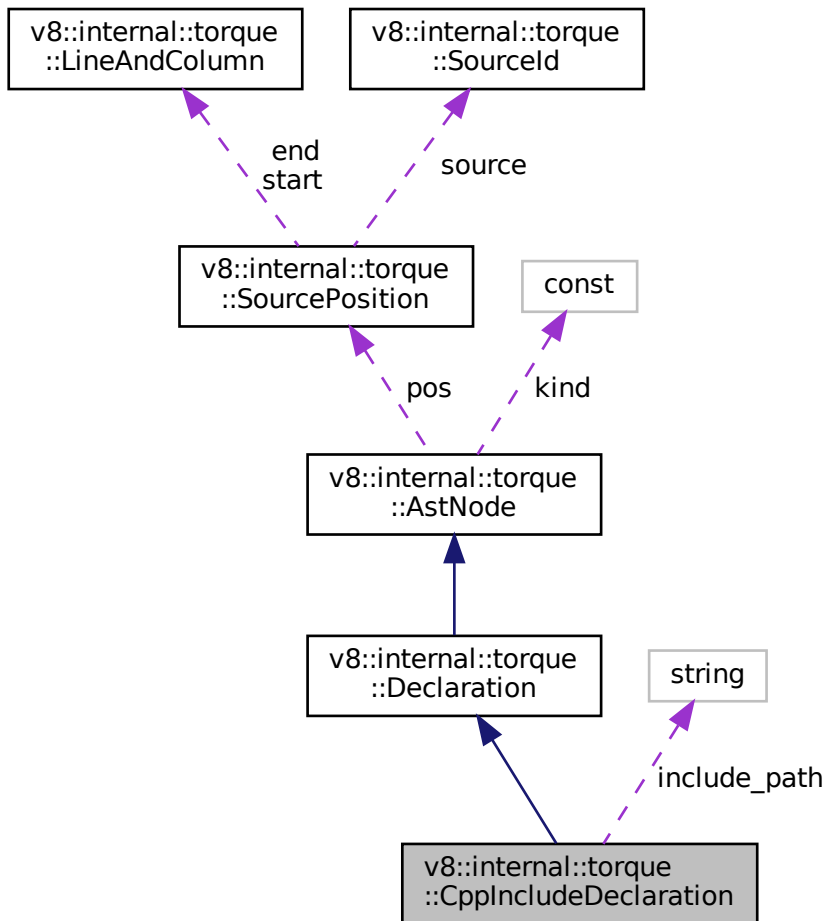 v8::internal::torque
::LineAndColumn
v8::internal::torque
::SourceId
end
start
source
v8::internal::torque
::SourcePosition
const
pos
kind
v8::internal::torque
::AstNode
v8::internal::torque
::Declaration
string
include_path
v8::internal::torque
::CppIncludeDeclaration